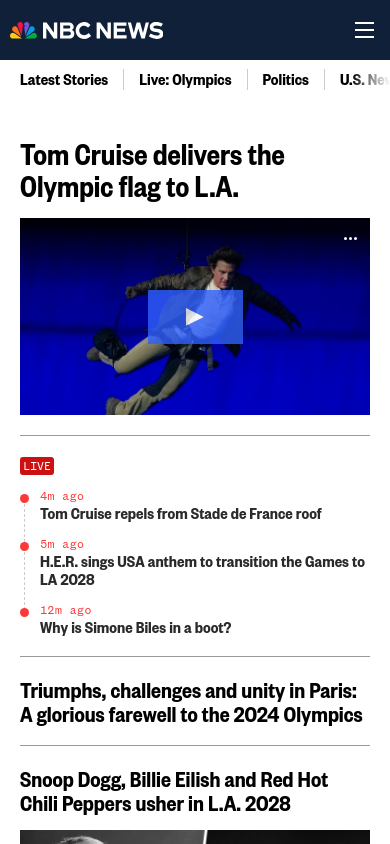 NBC NEWS
Latest Stories
Live: Olympics
Politics
U.S. New
Tom Cruise delivers the
Olympic flag to L.A.
LIVE
4m ago
Tom Cruise repels from Stade de France roof
5m ago
H.E.R. sings USA anthem to transition the Games to
LA 2028
12m ago
Why is Simone Biles in a boot?
Triumphs, challenges and unity in Paris:
A glorious farewell to the 2024 Olympics
Snoop Dogg, Billie Eilish and Red Hot
Chili Peppers usher in L.A. 2028